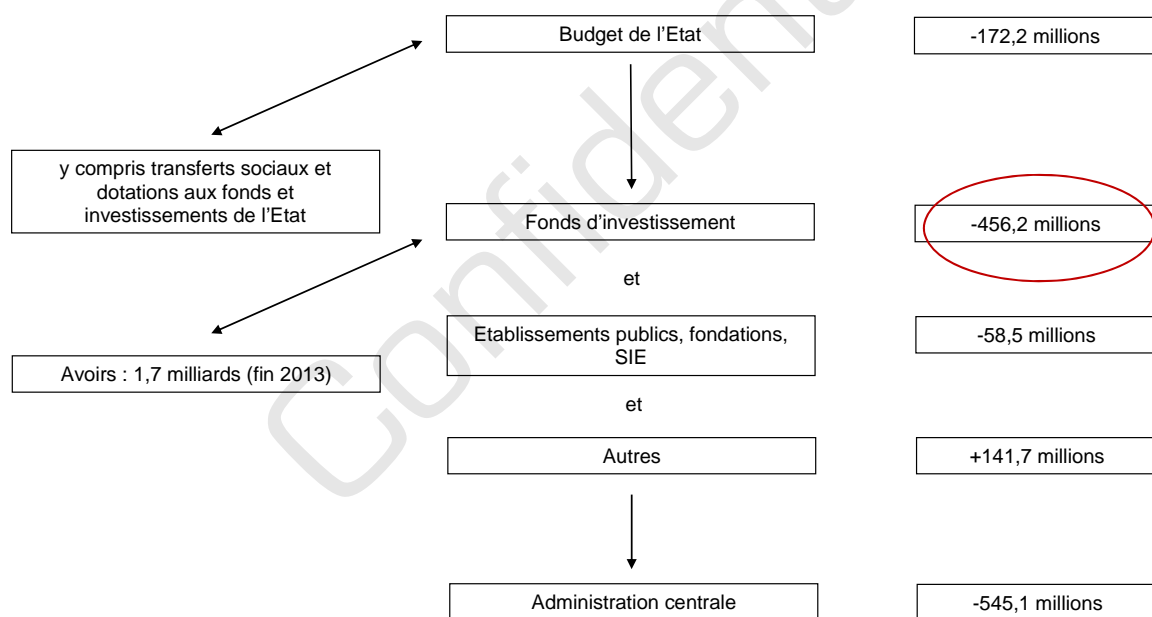 Budget de l’Etat
-172,2 millions
y compris transferts sociaux et
dotations aux fonds et
investissements de l’Etat
Fonds d’investissement
-456,2 millions
et
Etablissements publics, fondations,
SIE
-58,5 millions
Avoirs : 1,7 milliards (fin 2013)
et
Autres
+141,7 millions
Administration centrale
-545,1 millions
Confident